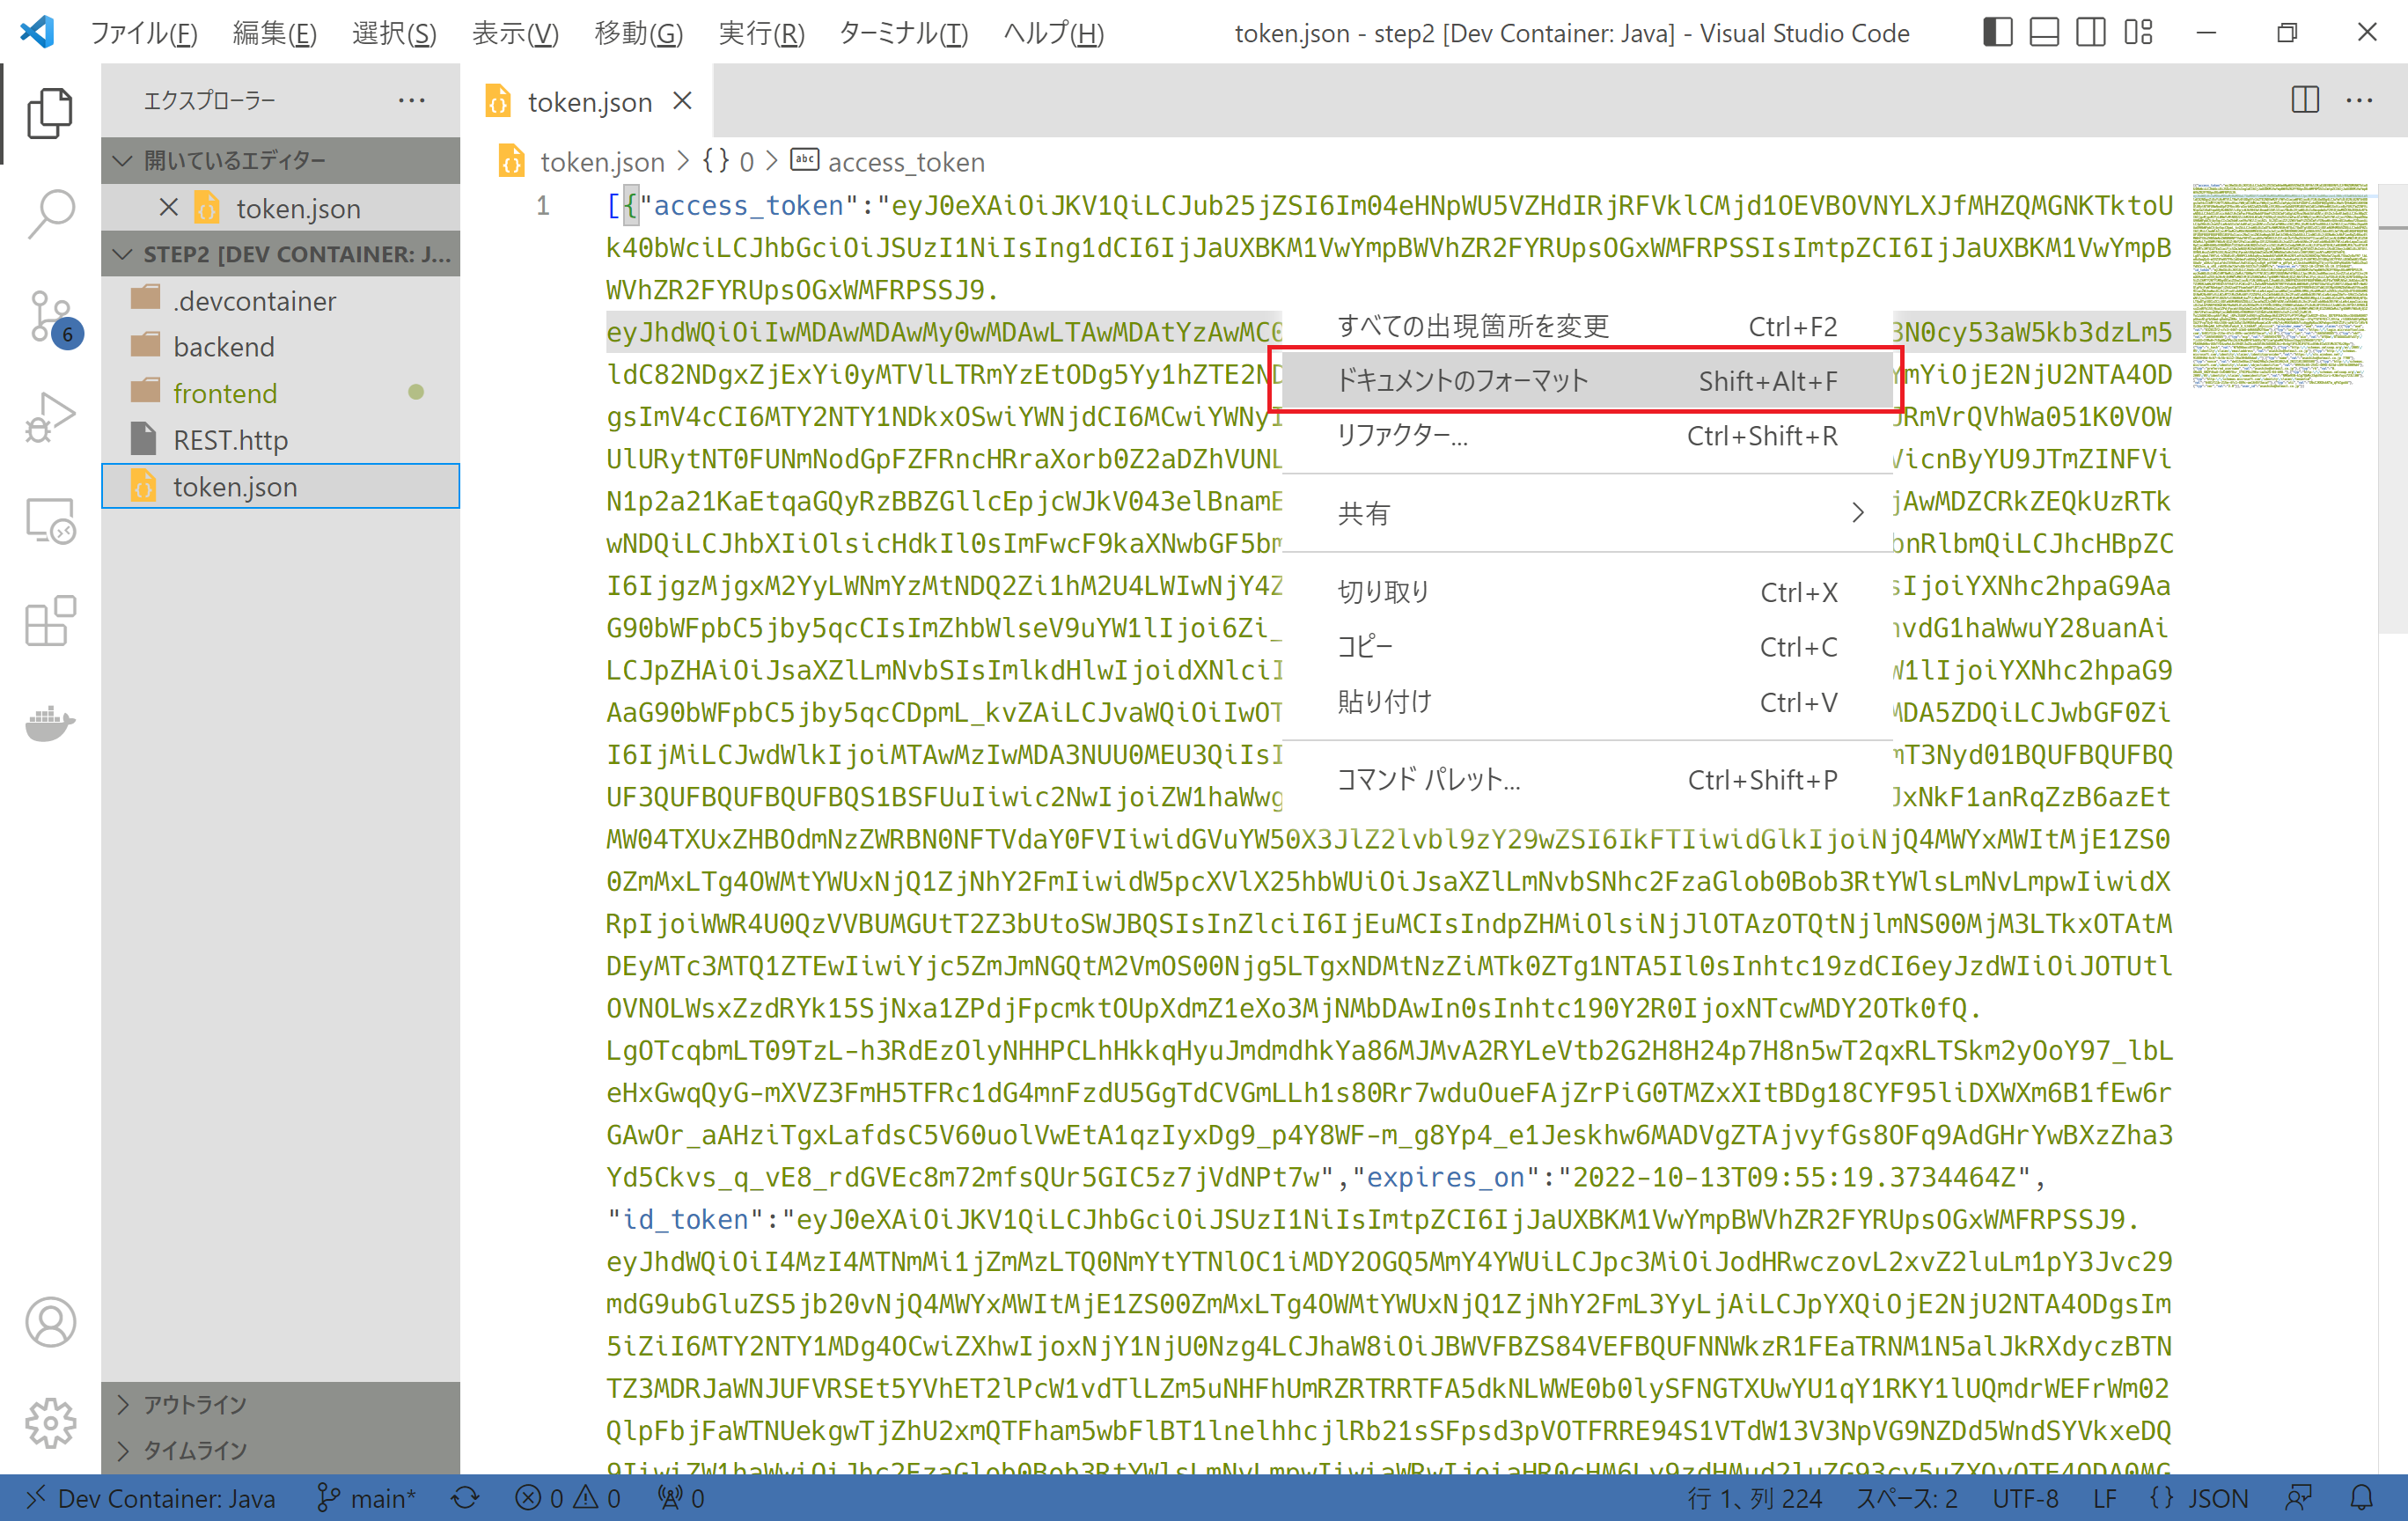 ファイル(F) 編集(E) 選択(S) 表示(V) 移動(G) 実行(R) ターミナル(T) ヘルプ(H)
token.json - step2 [Dev Container: Java] - Visual Studio Code
エクスプローラー
開いているエディター
token.json
STEP2 [DEV CONTAINER: J...
.devcontainer
backend
frontend
REST.http
token.json
アウトライン
タイムライン
6
token.json
token.json > {} 0 > abc access_token
1
[{"access_token":"eyJ0eXAiOiJKV1QiLCJub25jZSI6Im04eHNpWU5VZHdIRjRFVklCMjd1OEVBOVNYLXJfMHZQMGNKTktoU
k40bWciLCJhbGciOiJSUzI1NiIsIng1dCI6IjJaUXBKM1VwYmpBWVhZR2FYRUpsOGxWMFRPSSIsImtpZCI6IjJaUXBKM1VwYmpB
WVhZR2FYRUpsOGxWMFRPSSJ9.
eyJhdWQiOiIwMDAwMDAwMy0wMDAwLTAwMDAtYzAwMC0
3N0cy53aW5kb3dzLm5
ldC82NDgxZjExYi0yMTVlLTRmYzEtODg5Yy1hZTE2ND
YmYiOjE2NjU2NTA4OD
gsImV4cCI6MTY2NTY1NDkxOSwiYWNjdCI6MCwiYWNyI
RmVrQVhWa051K0VOW
UlURytNT0FUNmNodGpFZFRncHRraXorb0Z2aDZhVUNL
VicnByYU9JTmZINFVi
N1p2a21KaEtqaGQyRzBBZGllcEpjcWJkV043elBnamE
jAwMDZCRkZEQkUzRTk
wNDQiLCJhbXIiOlsicHdkIl0sImFwcF9kaXNwbGF5bm
bnRlbmQiLCJhcHBpZC
I6IjgzMjgxM2YyLWNmYzMtNDQ2Zi1hM2U4LWIwNjY4Z
sIjoiYXNhc2hpaG9Aa
G90bWFpbC5jby5qcCIsImZhbWlseV9uYW1lIjoi6Zi_
vdG1haWwuY28uanAi
LCJpZHAiOiJsaXZlLmNvbSIsImlkdHlwIjoidXNlciI
W1lIjoiYXNhc2hpaG9
AaG90bWFpbC5jby5qcCDpmL_kvZAiLCJvaWQiOiIwOT
MDA5ZDQiLCJwbGF0Zi
I6IjMiLCJwdWlkIjoiMTAwMzIwMDA3NUU0MEU3QiIsI
mT3Nyd01BQUFBQUFBQ
UF3QUFBQUFBQUFBQS1BSFUuIiwic2NwIjoiZW1haWwg
JxNkF1anRqZzB6azEt
MW04TXUxZHBOdmNzZWRBN0NFTVdaY0FVIiwidGVuYW50X3JlZ2lvbl9zY29wZSI6IkFTIiwidGlkIjoiNjQ4MWYxMWItMjE1ZS0
0ZmMxLTg4OWMtYWUxNjQ1ZjNhY2FmIiwidW5pcXVlX25hbWUiOiJsaXZlLmNvbSNhc2FzaGlob0Bob3RtYWlsLmNvLmpwIiwidX
RpIjoiWWR4U0QzVVBUMGUtT2Z3bUtoSWJBQSIsInZlciI6IjEuMCIsIndpZHMiOlsiNjJlOTAzOTQtNjlmNS00MjM3LTkxOTAtM
DEyMTc3MTQ1ZTEwIiwiYjc5ZmJmNGQtM2VmOS00Njg5LTgxNDMtNzZiMTk0ZTg1NTA5Il0sInhtc19zdCI6eyJzdWIiOiJOTUtl
OVNOLWsxZzdRYk15SjNxa1ZPdjFpcmktOUpXdmZ1eXo3MjNMbDAwIn0sInhtc190Y2R0IjoxNTcwMDY2OTk0fQ.
LgOTcqbmLT09TzL-h3RdEzOlyNHHPCLhHkkqHyuJmdmdhkYa86MJMvA2RYLeVtb2G2H8H24p7H8n5wT2qxRLTSkm2yOoY97_lbL
eHxGwqQyG-mXVZ3FmH5TFRc1dG4mnFzdU5GgTdCVGmLLh1s80Rr7wduOueFAjZrPiG0TMZxXItBDg18CYF95liDXWXm6B1fEw6r
GAwOr_aAHziTgxLafdsC5V60uolVwEtA1qzIyxDg9_p4Y8WF-m_g8Yp4_e1Jeskhw6MADVgZTAjvyfGs8OFq9AdGHrYwBXzZha3
Yd5Ckvs_q_vE8_rdGVEc8m72mfsQUr5GIC5z7jVdNPt7w","expires_on":"2022-10-13T09:55:19.3734464Z",
"id_token":"eyJ0eXAiOiJKV1QiLCJhbGciOiJSUzI1NiIsImtpZCI6IjJaUXBKM1VwYmpBWVhZR2FYRUpsOGxWMFRPSSJ9.
eyJhdWQiOiI4MzI4MTNmMi1jZmMzLTQ0NmYtYTNlOC1iMDY2OGQ5MmY4YWUiLCJpc3MiOiJodHRwczovL2xvZ2luLm1pY3Jvc29
mdG9ubGluZS5jb20vNjQ4MWYxMWItMjE1ZS00ZmMxLTg4OWMtYWUxNjQ1ZjNhY2FmL3YyLjAiLCJpYXQiOjE2NjU2NTA4ODgsIm
5iZiI6MTY2NTY1MDg4OCwiZXhwIjoxNjY1NjU0Nzg4LCJhaW8iOiJBWVFBZS84VEFBQUFNNWkzR1FEaTRNM1N5alJkRXdyczBTN
TZ3MDRJaWNJUFVRSEt5YVhET2lPcW1vdTlLZm5uNHFhUmRZRTRRTFA5dkNLWWE0b0lySFNGTXUwYU1qY1RKY1lUQmdrWEFrWm02
QlpFbjFaWTNUekgwTjZhU2xmQTFham5wbFlBT1lnelhhcjlRb21sSFpsd3pVOTFRRE94S1VTdW13V3NpVG9NZDd5WndSYVkxeDQ
すべての出現箇所を変更 Ctrl+F2
ドキュメントのフォーマット Shift+Alt+F
リファクター... Ctrl+Shift+R
共有
切り取り Ctrl+X
コピー Ctrl+C
貼り付け Ctrl+V
コマンド パレット... Ctrl+Shift+P
Dev Container: Java main* 0 0 0 行 1、列 224 スペース: 2 UTF-8 LF {} JSON